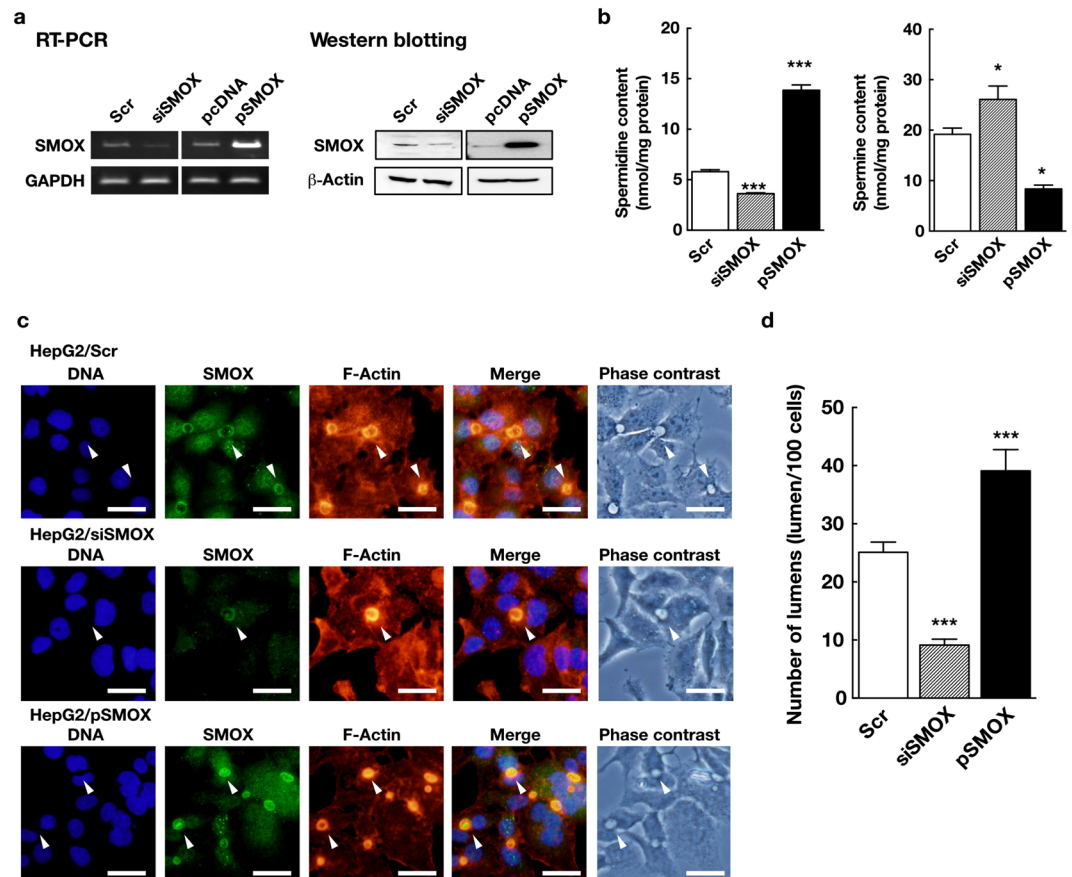 a
RT-PCR
Scr siSMOX pcDNA pSMOX
SMOX
GAPDH
Western blotting
Scr siSMOX pcDNA pSMOX
SMOX
β-Actin
b
Spermidine content
(nmol/mg protein)
20
15
10
5
0
***
***
Scr siSMOX pSMOX
Spermine content
(nmol/mg protein)
40
30
20
10
0
*
*
Scr siSMOX pSMOX
c
HepG2/Scr
DNA SMOX F-Actin Merge Phase contrast
HepG2/siSMOX
DNA SMOX F-Actin Merge Phase contrast
HepG2/pSMOX
DNA SMOX F-Actin Merge Phase contrast
d
Number of lumens (lumen/100 cells)
50
40
30
20
10
0
***
***
Scr siSMOX pSMOX